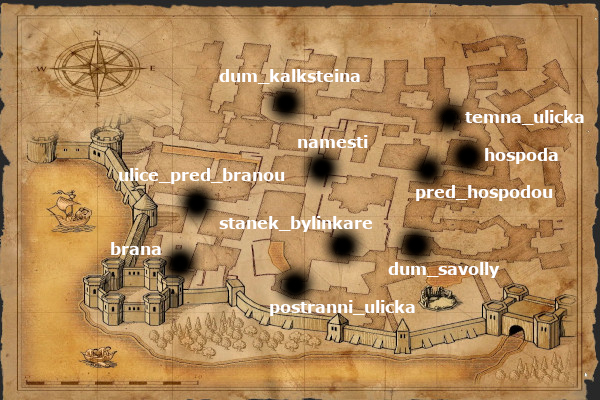 N
W
E
S
dum_kalksteina
temna_ulicka
namesti
hospoda
ulice_pred_branou
pred_hospodou
stanek_bylinkare
brana
dum_savolly
postranni_ulicka